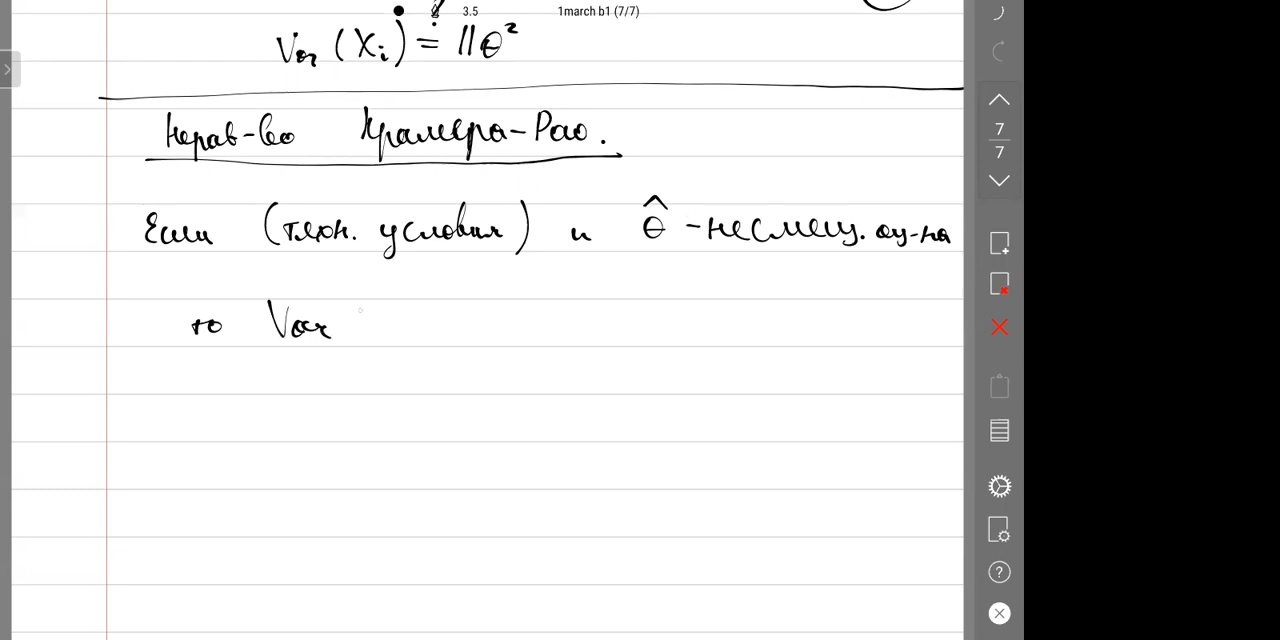 3.5 1march b1 (7/7)
Var (Xi) = 11θ²
Нерав-во Крамера-Рао.
Если (техн. условия) и θ̂ - несмещ. оц-ка
то Var
7
7